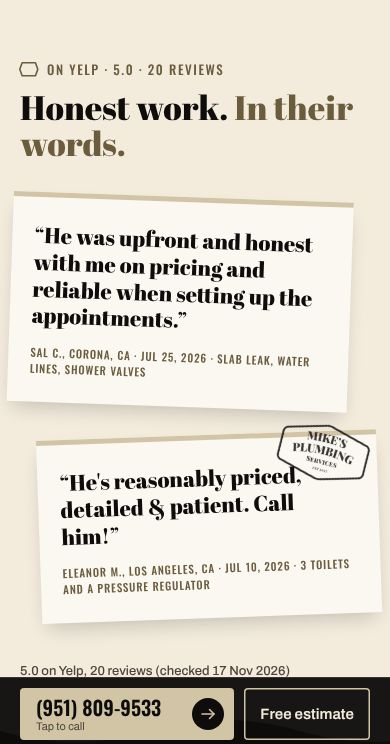 ON YELP · 5.0 · 20 REVIEWS
Honest work. In their
words.
“He was upfront and honest
with me on pricing and
reliable when setting up the
appointments.”
SAL C., CORONA, CA · JUL 25, 2026 · SLAB LEAK, WATER
LINES, SHOWER VALVES
MIKE'S
PLUMBING
SERVICES
“He's reasonably priced,
detailed & patient. Call
him!”
ELEANOR M., LOS ANGELES, CA · JUL 10, 2026 · 3 TOILETS
AND A PRESSURE REGULATOR
5.0 on Yelp, 20 reviews (checked 17 Nov 2026)
(951) 809-9533
Tap to call
Free estimate